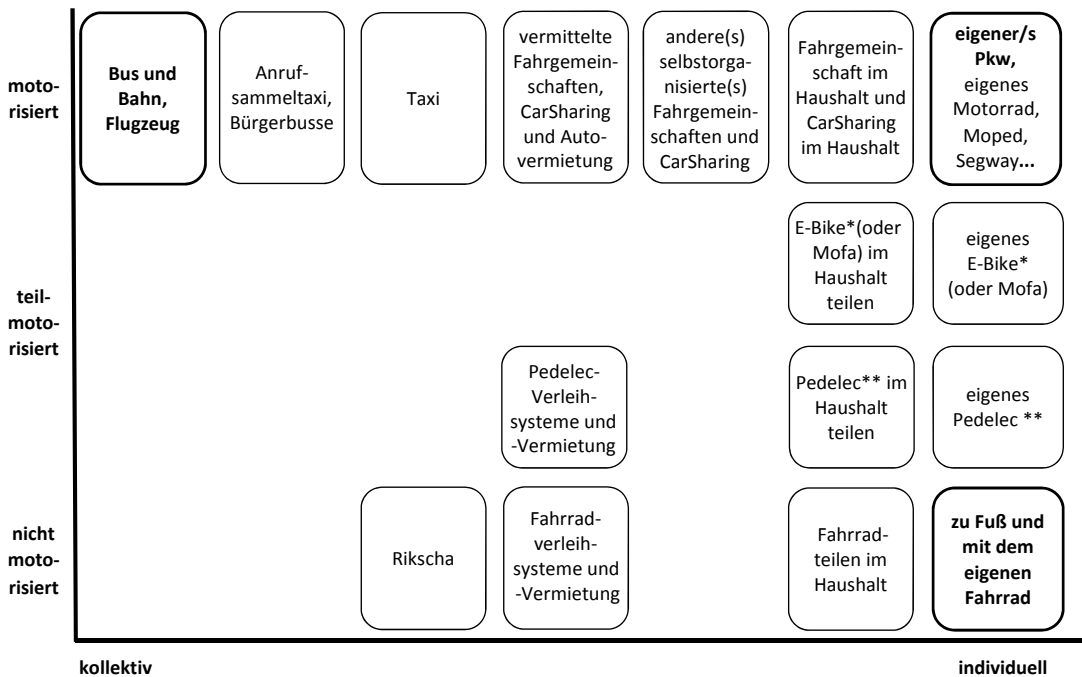 moto-
risiert
Bus und
Bahn,
Flugzeug
Anruf-
sammeltaxi,
Bürgerbusse
Taxi
vermittelte
Fahrgemein-
schaften,
CarSharing
und Auto-
vermietung
andere(s)
selbstorga-
nisierte(s)
Fahrgemein-
schaften und
CarSharing
Fahrgemein-
schaft im
Haushalt und
CarSharing
im Haushalt
eigener/s
Pkw,
eigenes
Motorrad,
Moped,
Segway...
teil-
moto-
risiert
E-Bike*(oder
Mofa) im
Haushalt
teilen
eigenes
E-Bike*
(oder Mofa)
Pedelec-
Verleih-
systeme und
-Vermietung
Pedelec** im
Haushalt
teilen
eigenes
Pedelec **
nicht
moto-
risiert
Rikscha
Fahrrad-
verleih-
systeme und
-Vermietung
Fahrrad-
teilen im
Haushalt
zu Fuß und
mit dem
eigenen
Fahrrad
kollektiv
individuell